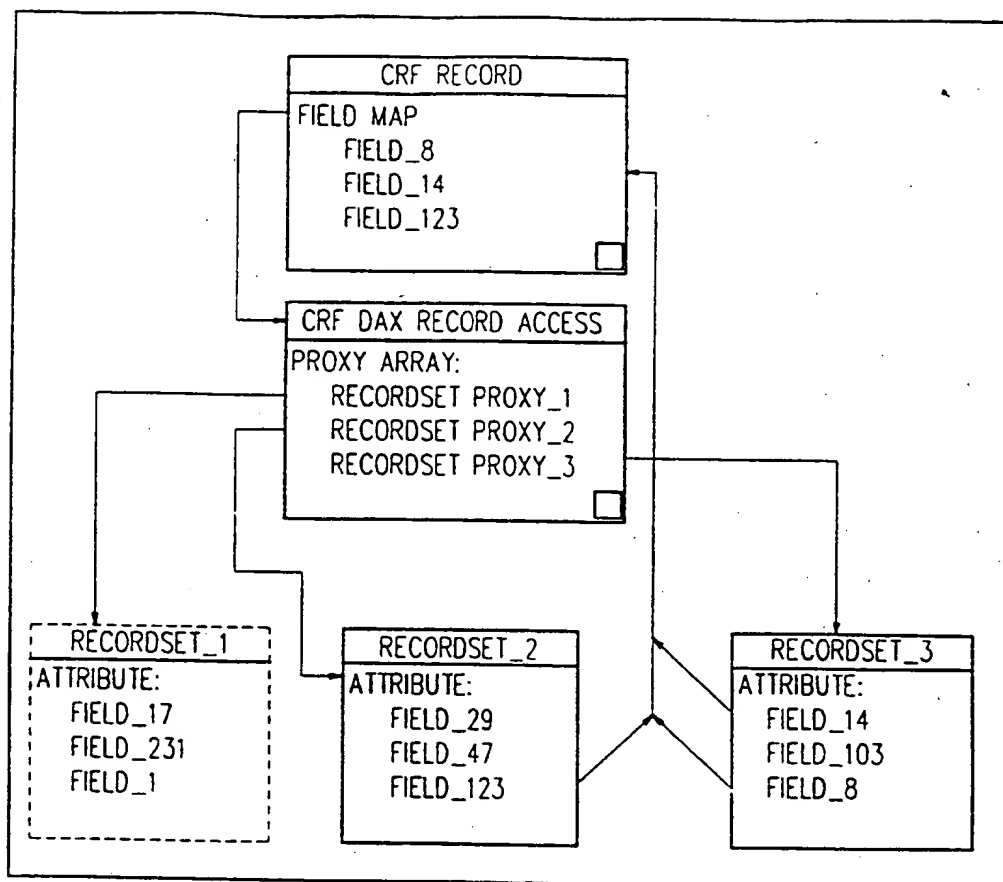 CRF RECORD
FIELD MAP
FIELD_8
FIELD_14
FIELD_123
CRF DAX RECORD ACCESS
PROXY ARRAY:
RECORDSET PROXY_1
RECORDSET PROXY_2
RECORDSET PROXY_3
RECORDSET_1
ATTRIBUTE:
FIELD_17
FIELD_231
FIELD_1
RECORDSET_2
ATTRIBUTE:
FIELD_29
FIELD_47
FIELD_123
RECORDSET_3
ATTRIBUTE:
FIELD_14
FIELD_103
FIELD_8